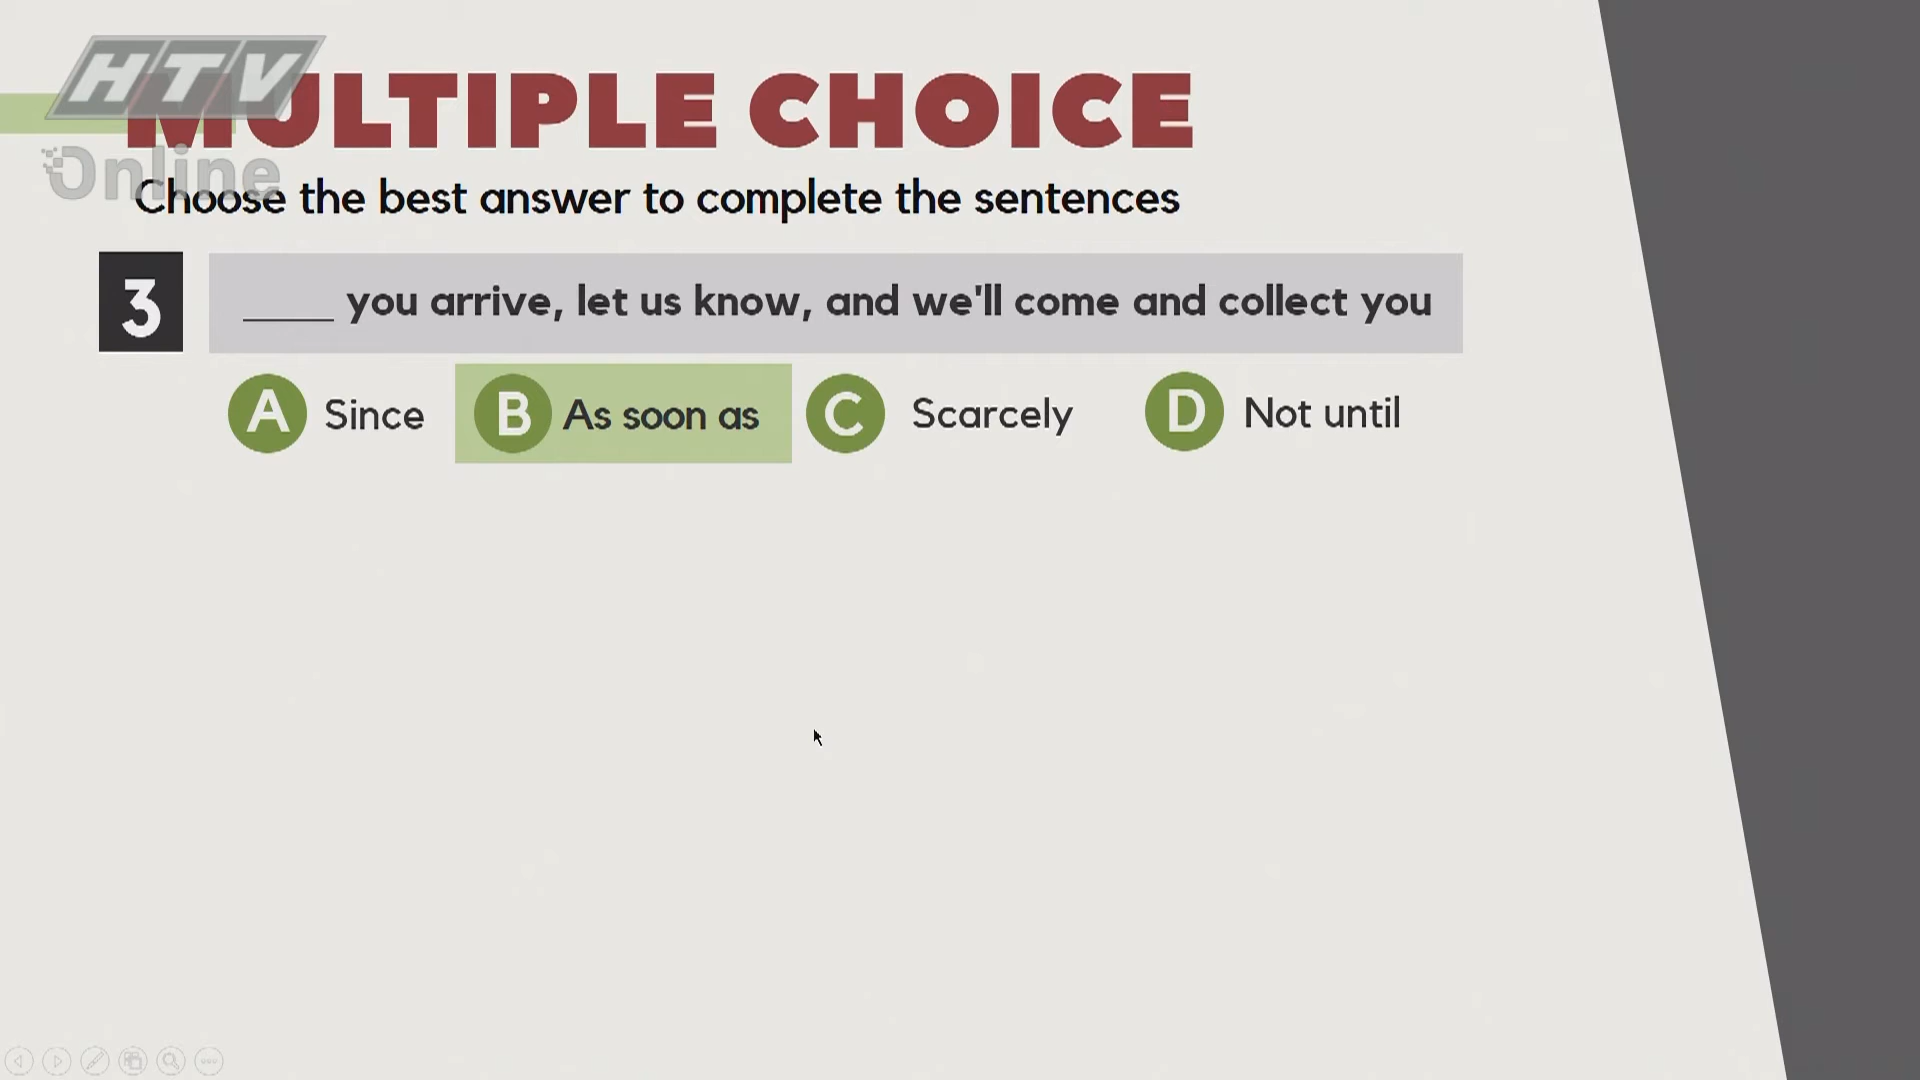 HTV
Online
MULTIPLE CHOICE
Choose the best answer to complete the sentences
3
_____ you arrive, let us know, and we'll come and collect you
A Since
B As soon as
C Scarcely
D Not until